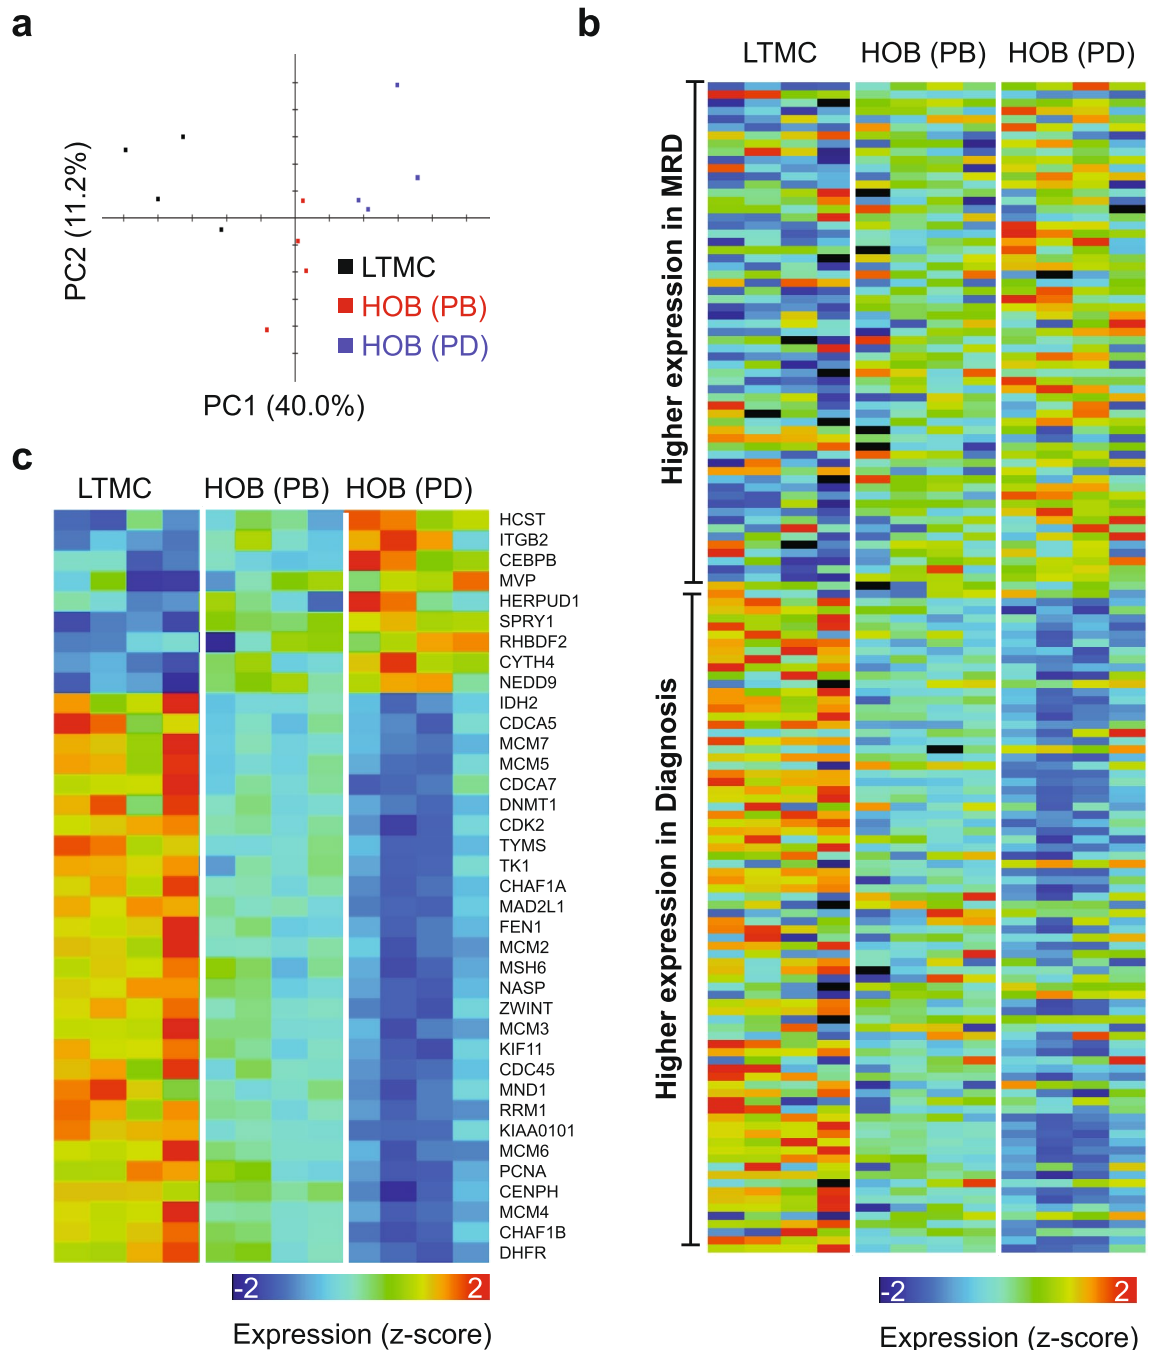 a
PC2 (11.2%)
LTMC
HOB (PB)
HOB (PD)
PC1 (40.0%)
b
LTMC HOB (PB) HOB (PD)
Higher expression in MRD
Higher expression in Diagnosis
-2 2
Expression (z-score)
c
LTMC HOB (PB) HOB (PD)
HCST
ITGB2
CEBPB
MVP
HERPUD1
SPRY1
RHBDF2
CYTH4
NEDD9
IDH2
CDCA5
MCM7
MCM5
CDCA7
DNMT1
CDK2
TYMS
TK1
CHAF1A
MAD2L1
FEN1
MCM2
MSH6
NASP
ZWINT
MCM3
KIF11
CDC45
MND1
RRM1
KIAA0101
MCM6
PCNA
CENPH
MCM4
CHAF1B
DHFR
-2 2
Expression (z-score)